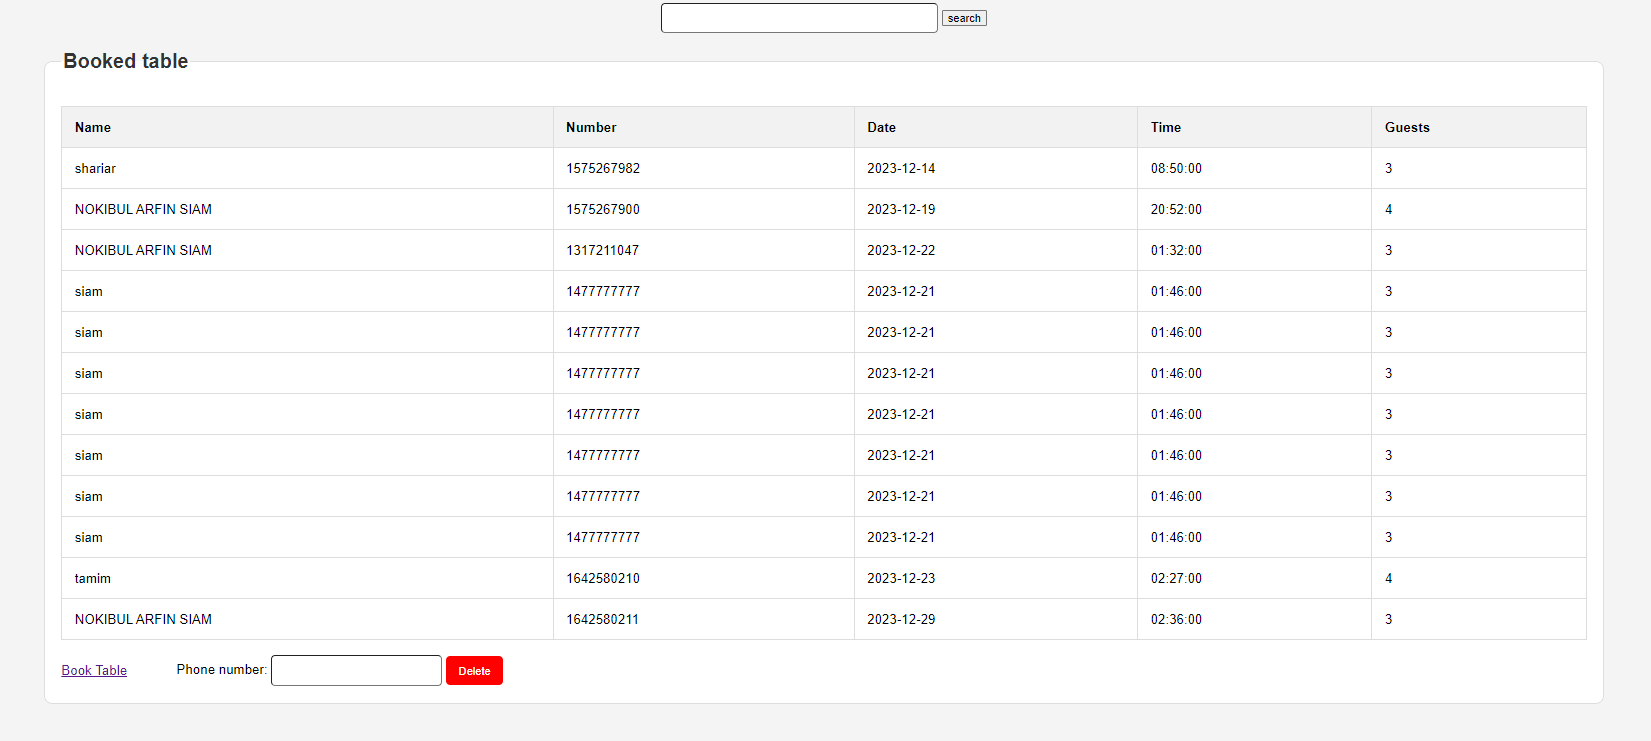 search
Booked table
Name Number Date Time Guests
shariar 1575267982 2023-12-14 08:50:00 3
NOKIBUL ARFIN SIAM 1575267900 2023-12-19 20:52:00 4
NOKIBUL ARFIN SIAM 1317211047 2023-12-22 01:32:00 3
siam 1477777777 2023-12-21 01:46:00 3
siam 1477777777 2023-12-21 01:46:00 3
siam 1477777777 2023-12-21 01:46:00 3
siam 1477777777 2023-12-21 01:46:00 3
siam 1477777777 2023-12-21 01:46:00 3
siam 1477777777 2023-12-21 01:46:00 3
siam 1477777777 2023-12-21 01:46:00 3
tamim 1642580210 2023-12-23 02:27:00 4
NOKIBUL ARFIN SIAM 1642580211 2023-12-29 02:36:00 3
Book Table Phone number: Delete